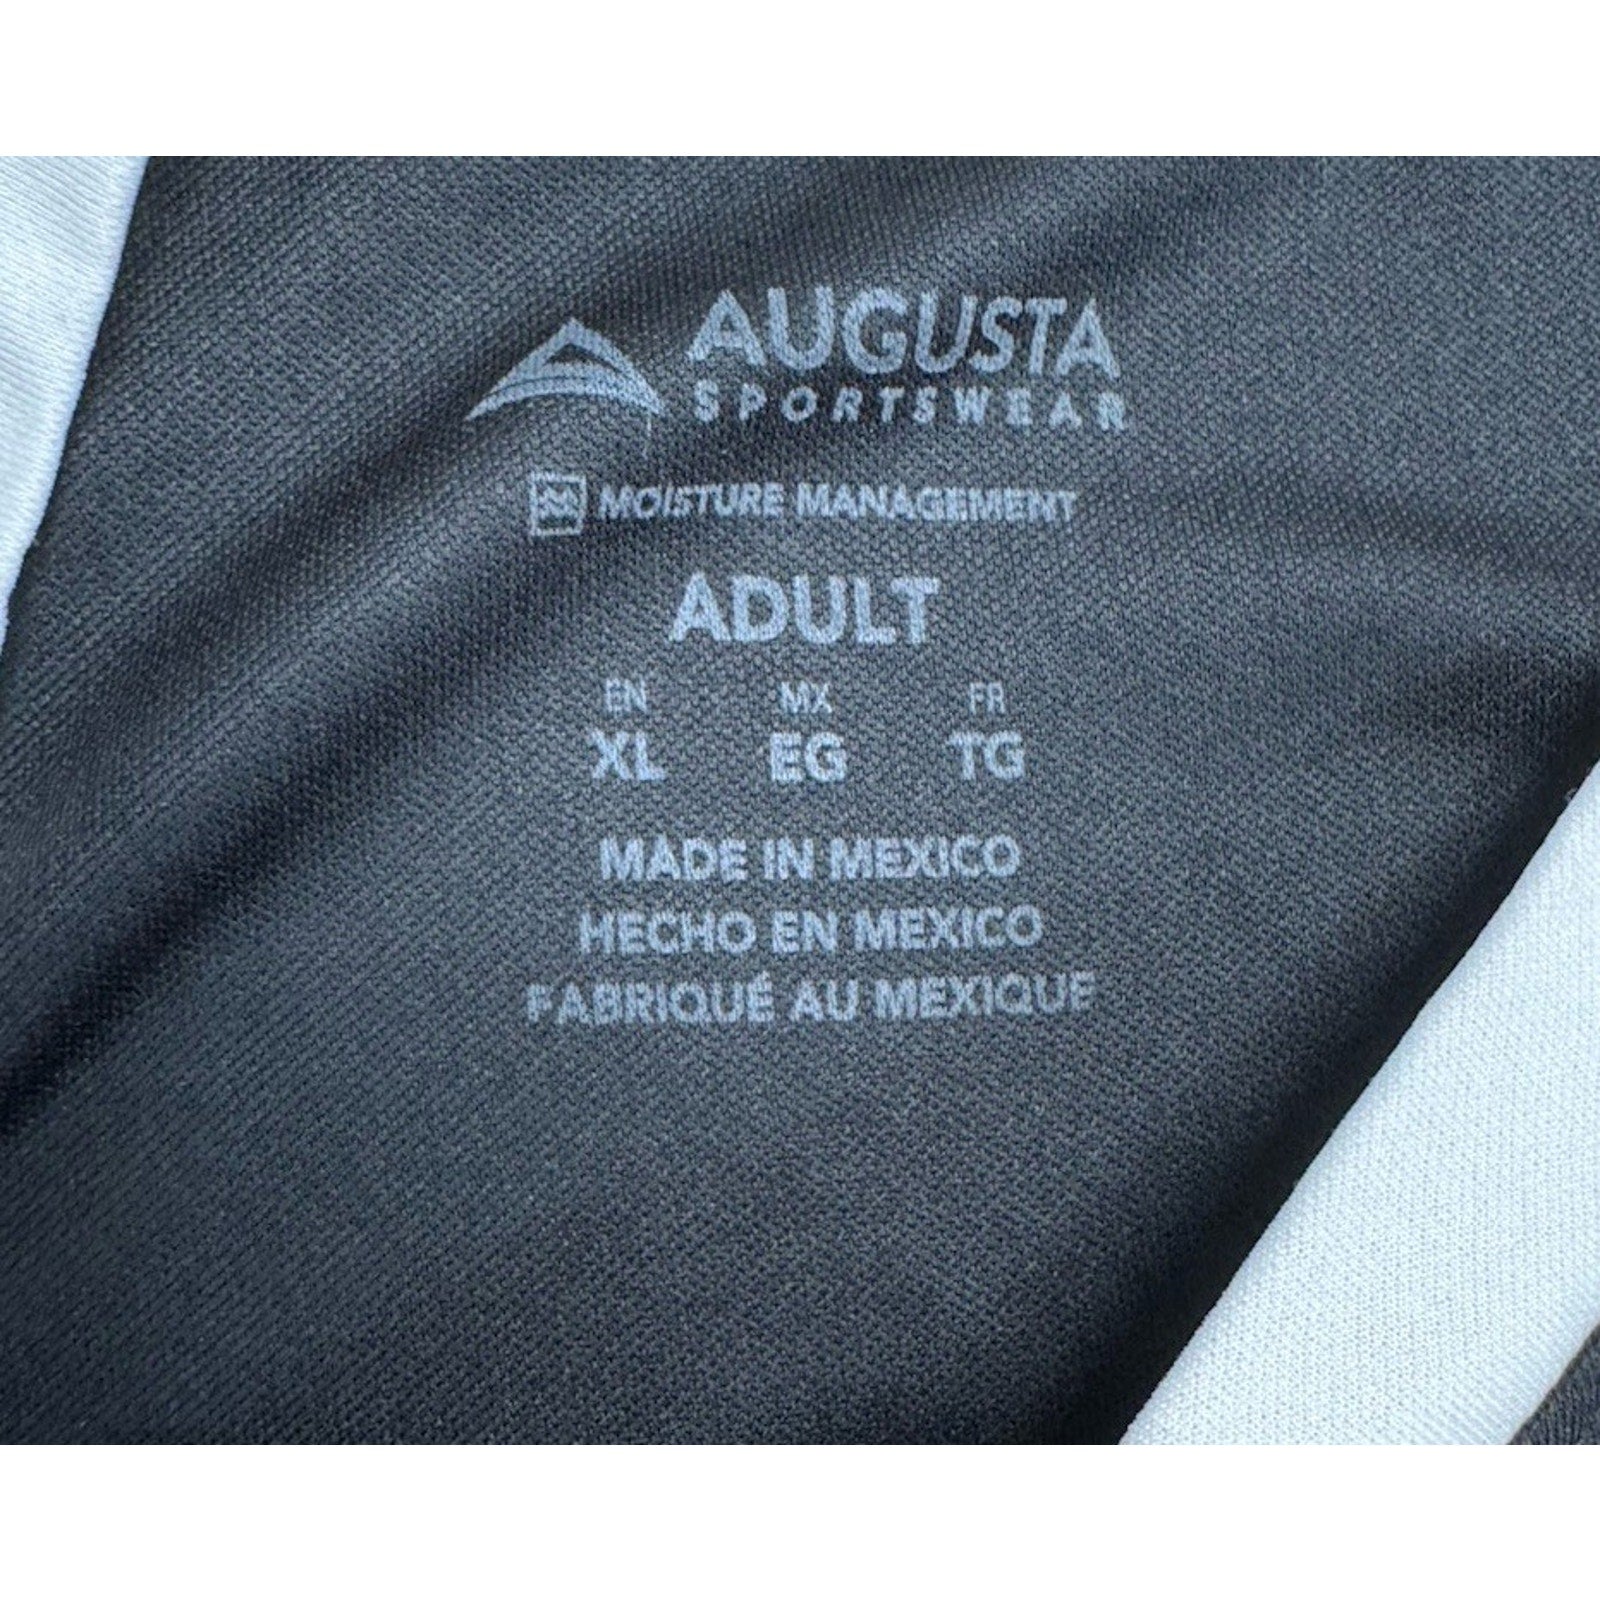 AUGUSTA
SPORTSWEAR
MOISTURE MANAGEMENT
ADULT
EN MX FR
XL EG TG
MADE IN MEXICO
HECHO EN MEXICO
FABRIQUÉ AU MEXIQUE